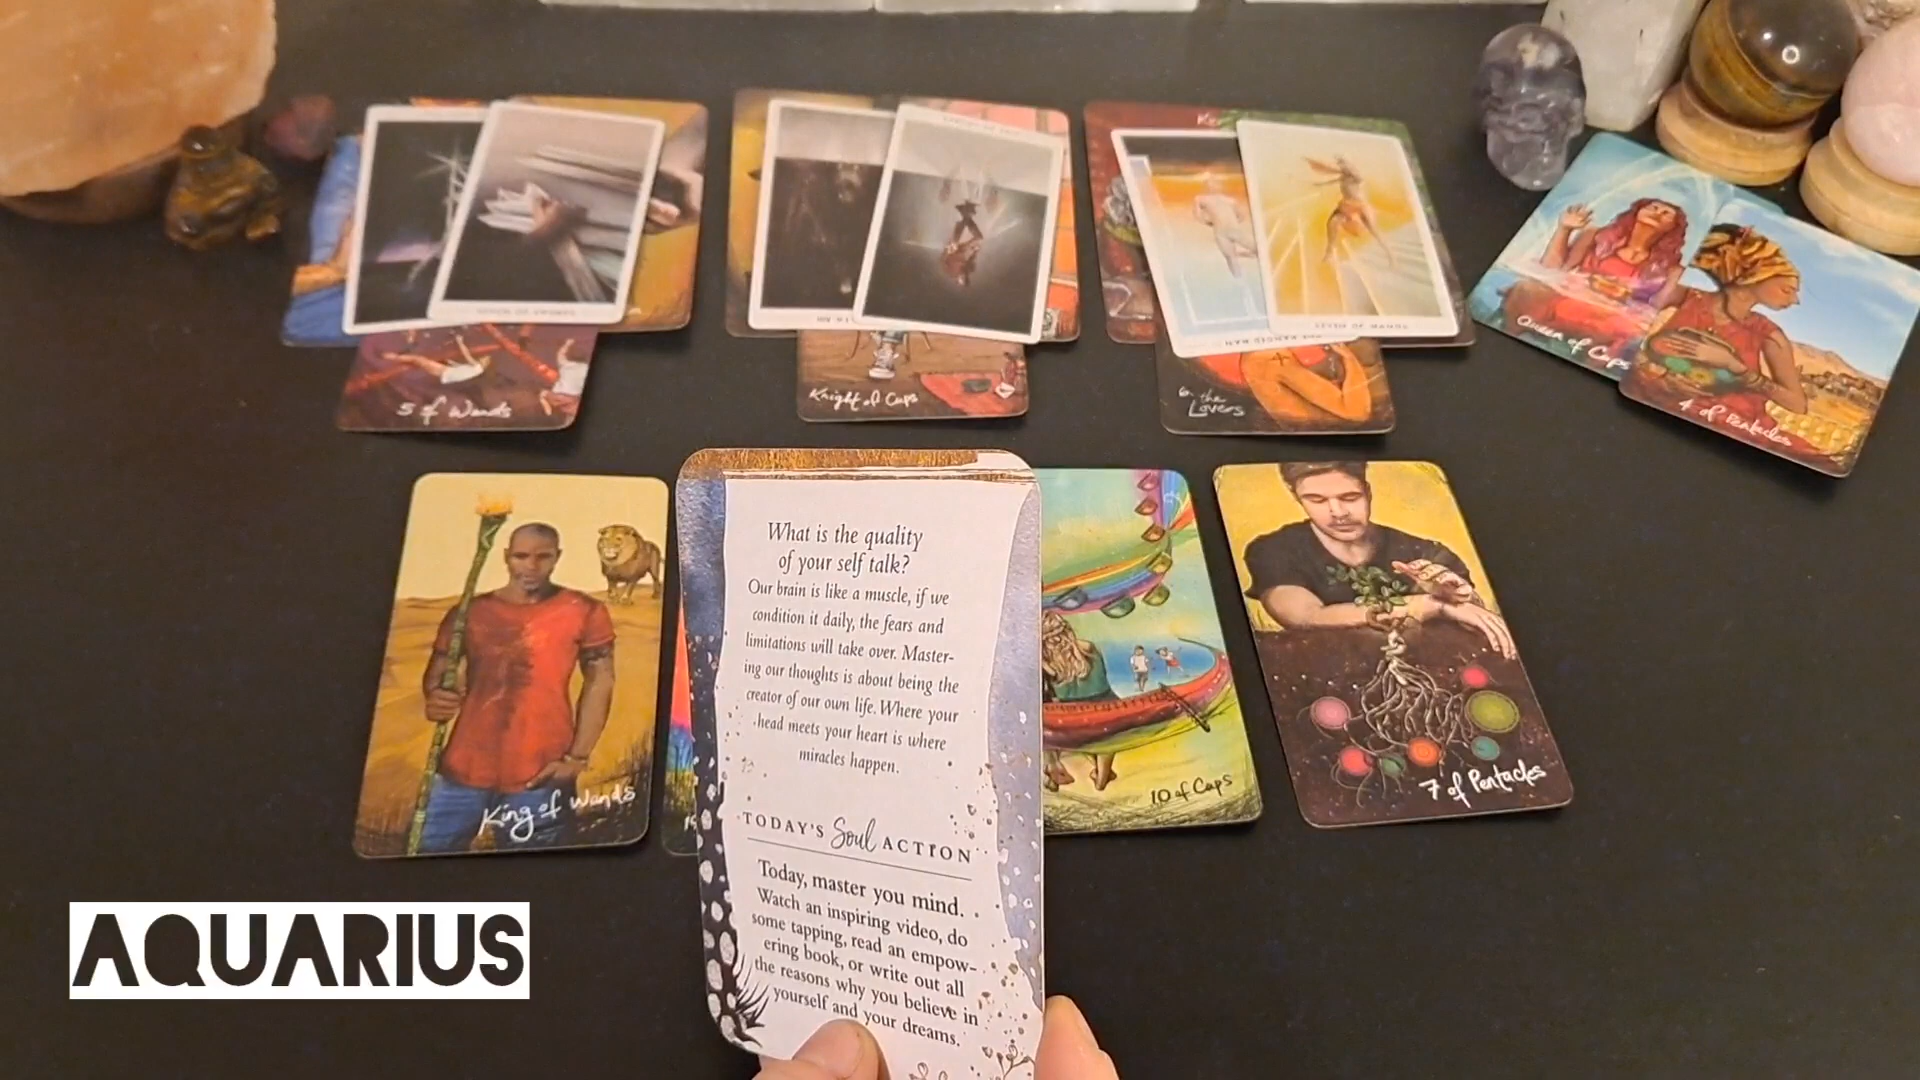 5 of Wands
Knight of Cups
6. the
Lovers
Queen of Cups
4 of Pentacles
SEVEN OF WANDS
King of Wands
10 of Cups
7 of Pentacles
What is the quality
of your self talk?
Our brain is like a muscle, if we
condition it daily, the fears and
limitations will take over. Master-
ing our thoughts is about being the
creator of our own life. Where your
head meets your heart is where
miracles happen.
TODAY'S Soul ACTION
Today, master you mind.
Watch an inspiring video, do
some tapping, read an empow-
ering book, or write out all
the reasons why you believe in
yourself and your dreams.
AQUARIUS